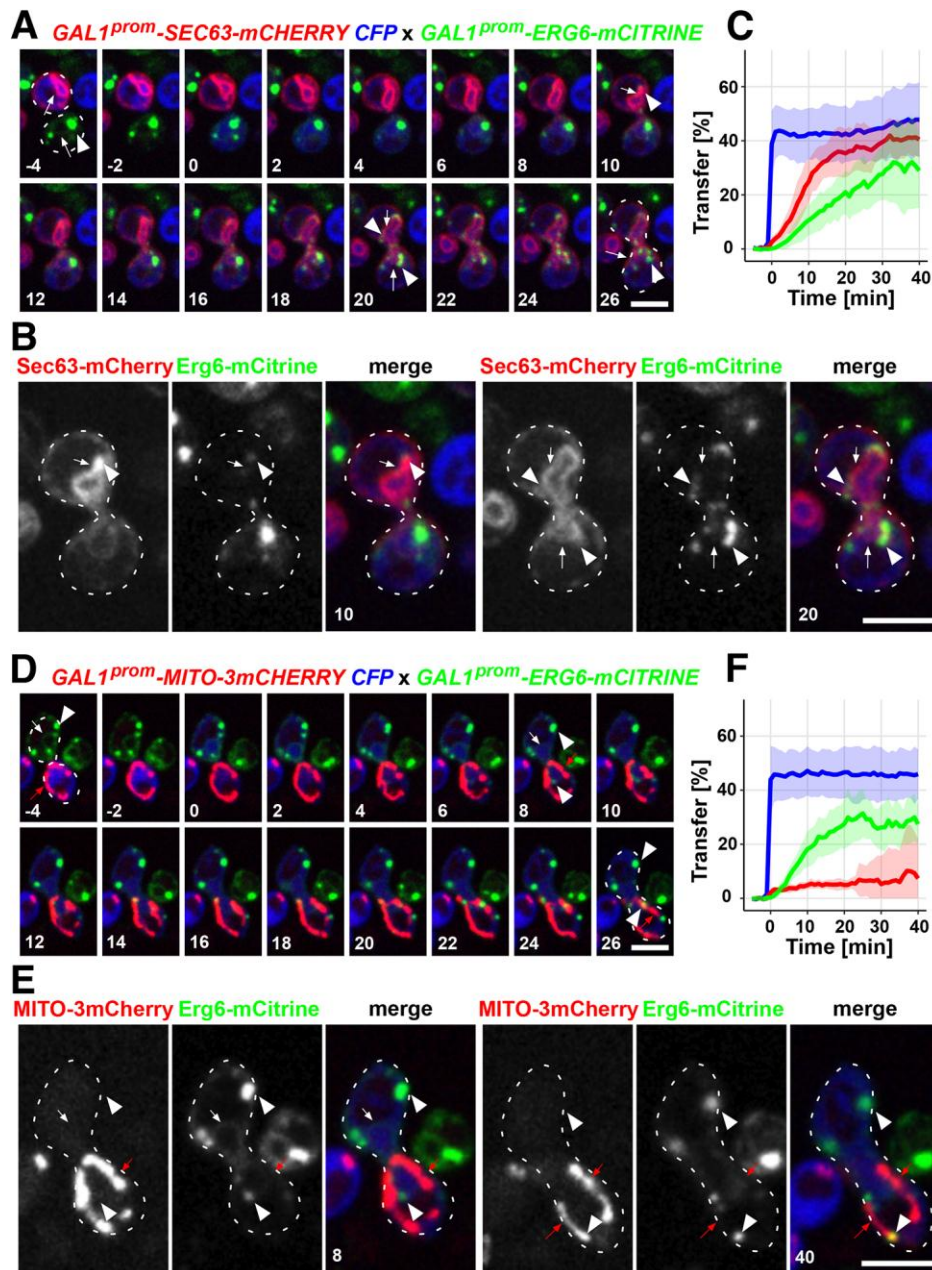 A
GAL1prom-SEC63-mCHERRY CFP x GAL1prom-ERG6-mCITRINE
-4 -2 0 2 4 6 8 10
12 14 16 18 20 22 24 26
C
Transfer [%]
60
40
20
0
0 10 20 30 40
Time [min]
B
Sec63-mCherry Erg6-mCitrine merge Sec63-mCherry Erg6-mCitrine merge
10 20
D
GAL1prom-MITO-3mCHERRY CFP x GAL1prom-ERG6-mCITRINE
-4 -2 0 2 4 6 8 10
12 14 16 18 20 22 24 26
F
Transfer [%]
60
40
20
0
0 10 20 30 40
Time [min]
E
MITO-3mCherry Erg6-mCitrine merge MITO-3mCherry Erg6-mCitrine merge
8 40